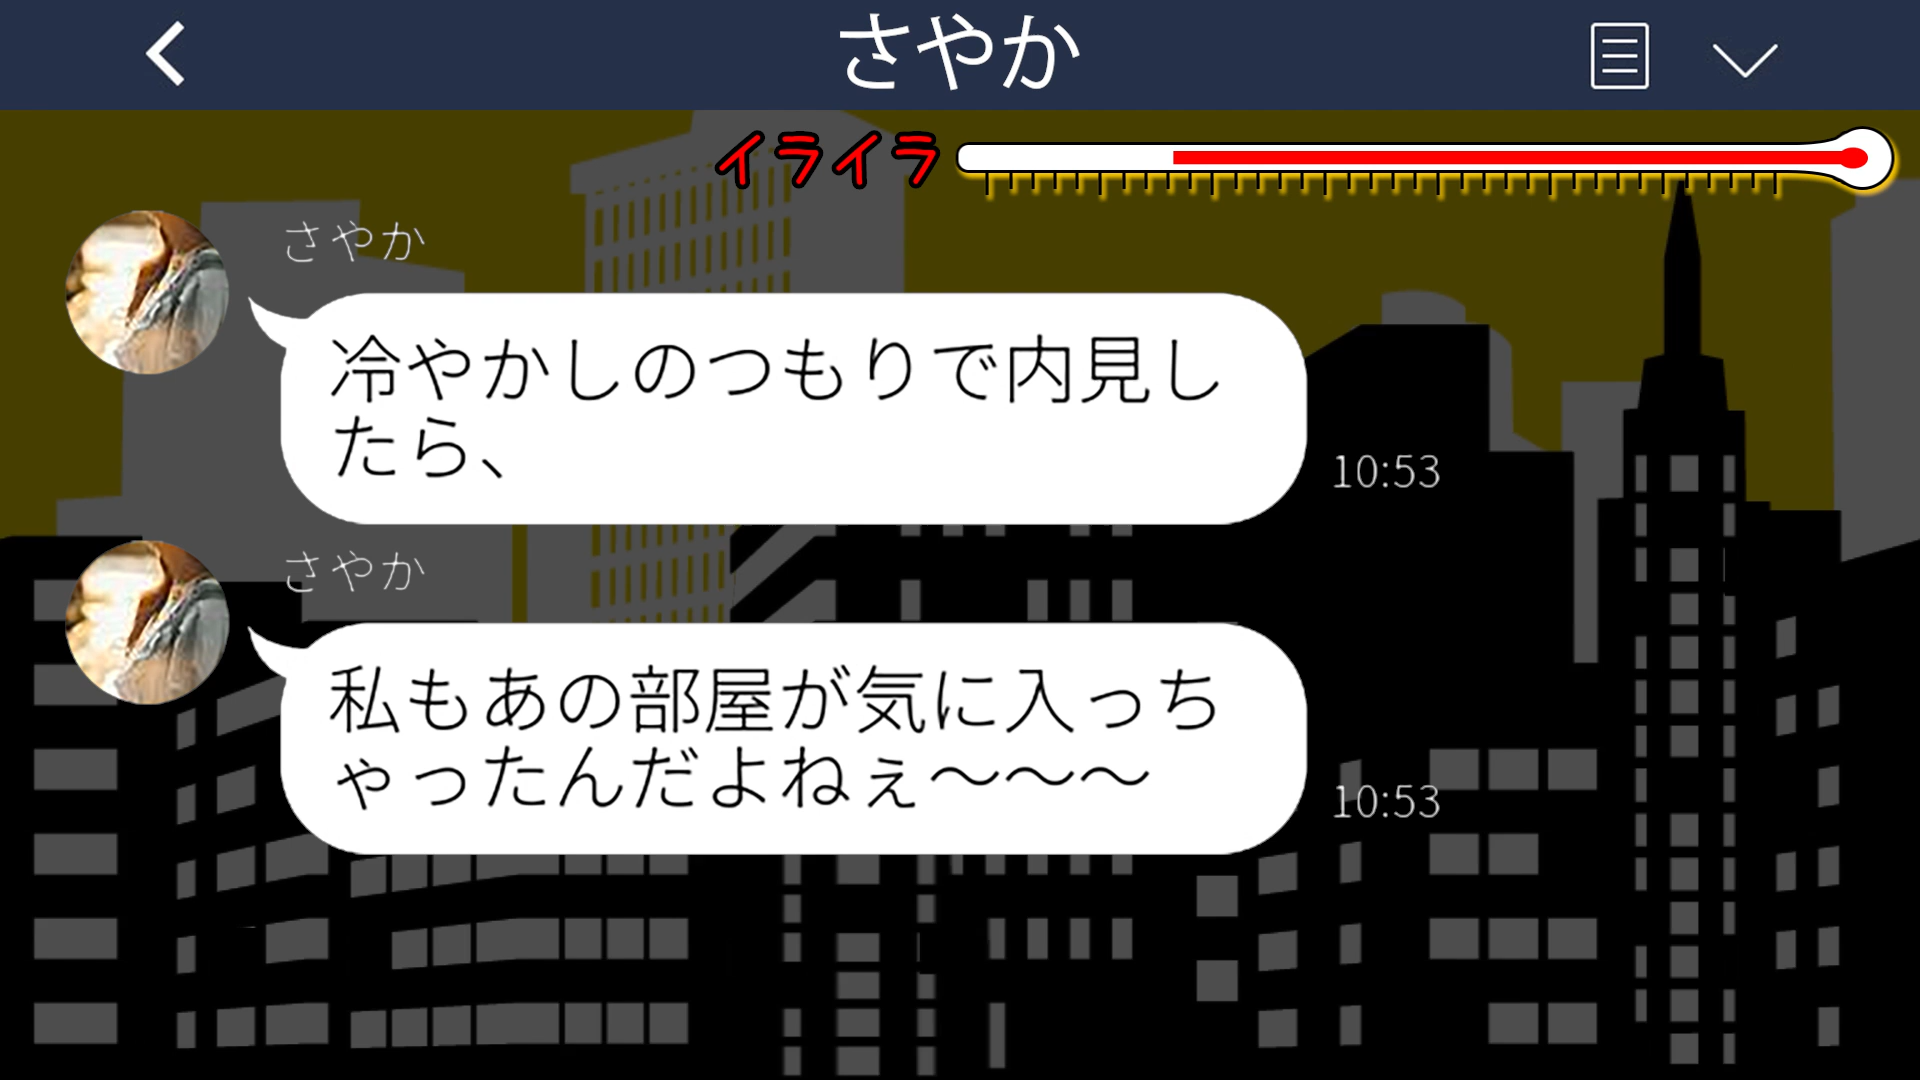 さやか
イライラ
さやか
冷やかしのつもりで内見し
たら、
10:53
さやか
私もあの部屋が気に入っち
ゃったんだよねぇ～～～
10:53